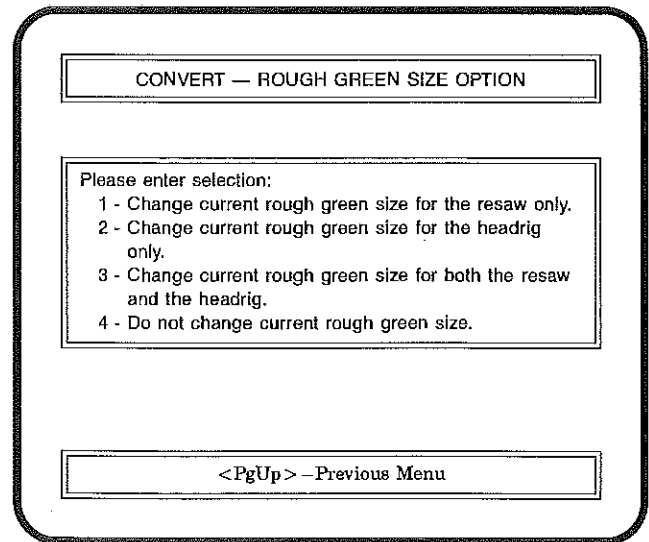 CONVERT — ROUGH GREEN SIZE OPTION
Please enter selection:
1 - Change current rough green size for the resaw only.
2 - Change current rough green size for the headrig
only.
3 - Change current rough green size for both the resaw
and the headrig.
4 - Do not change current rough green size.
<PgUp> –Previous Menu